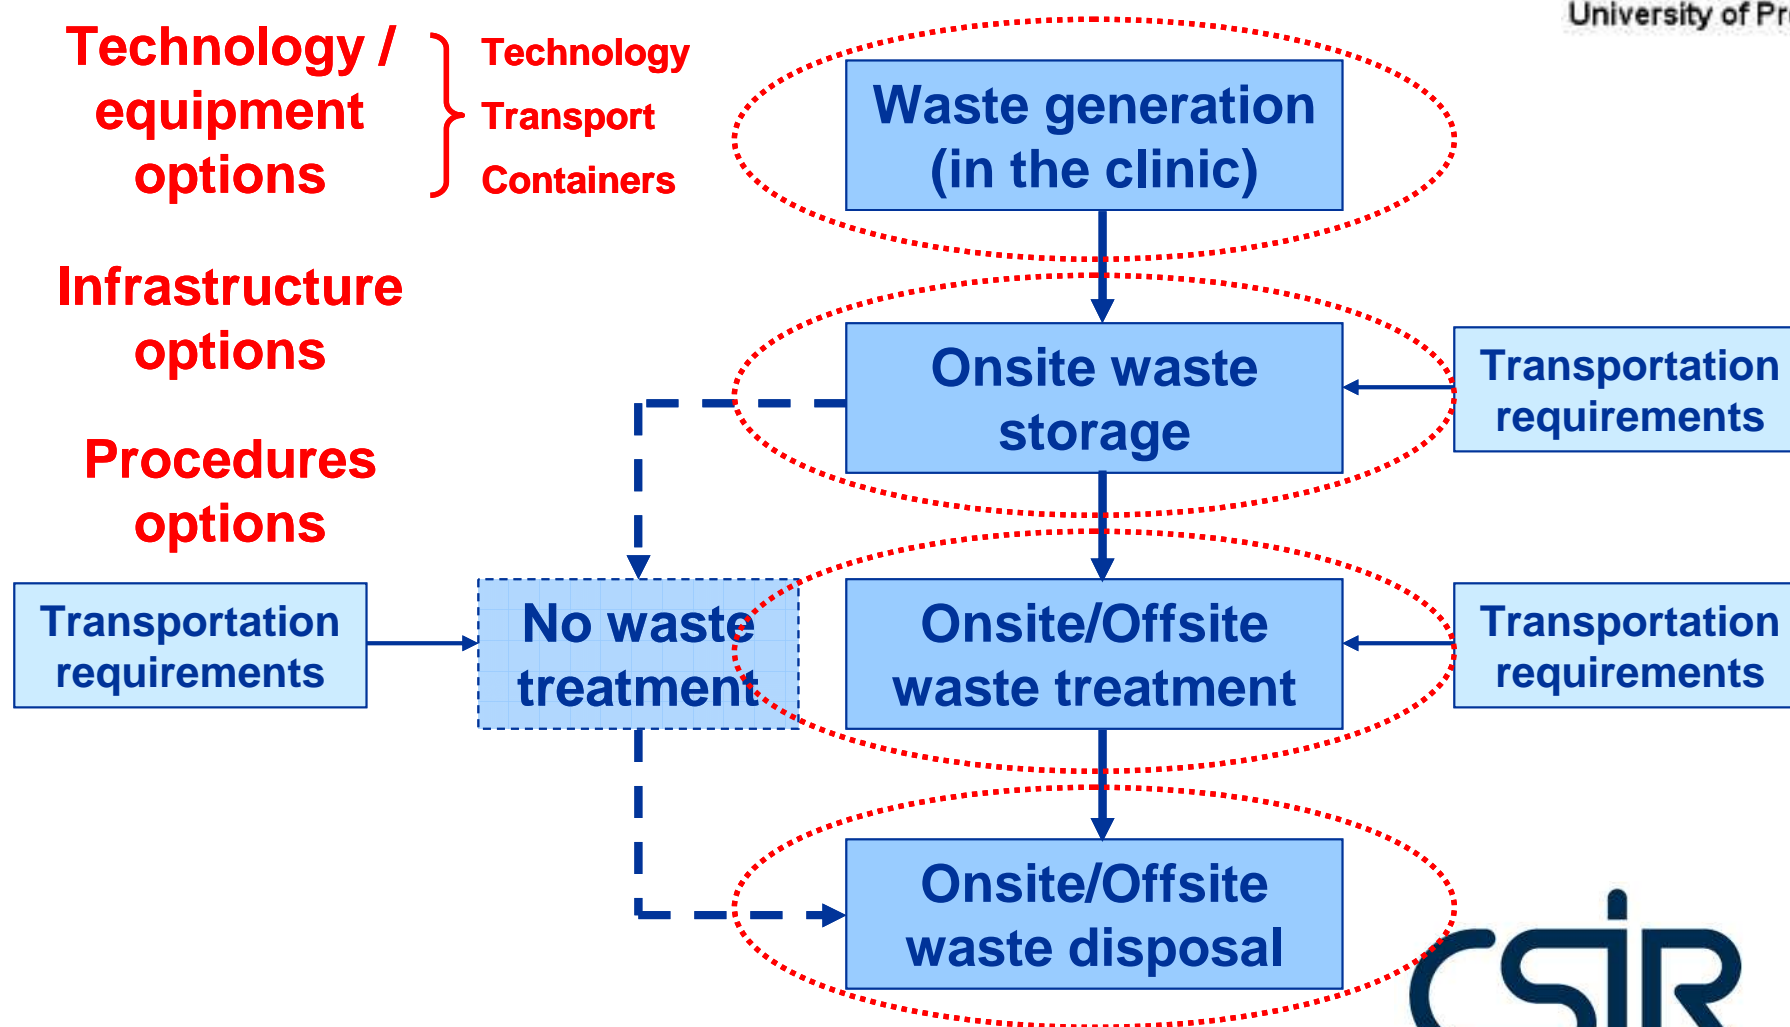 University of Pr
Technology /
equipment
options
Technology
Transport
Containers
Waste generation
(in the clinic)
Infrastructure
options
Onsite waste
storage
Transportation
requirements
Procedures
options
Transportation
requirements
No waste
treatment
Onsite/Offsite
waste treatment
Transportation
requirements
Onsite/Offsite
waste disposal
CSIR